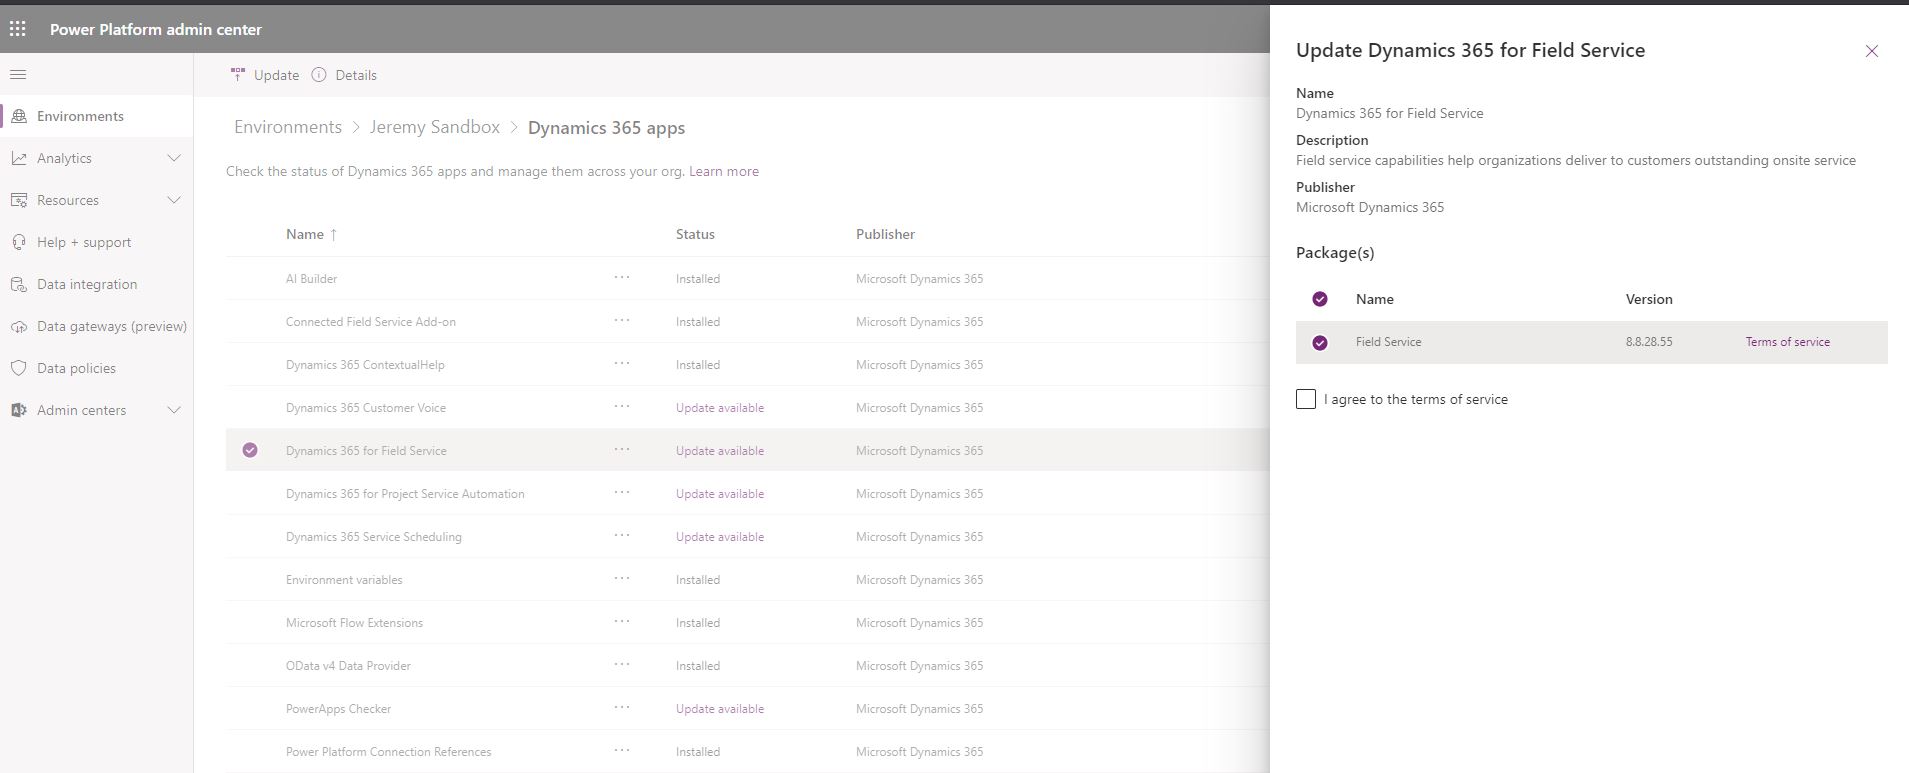 Power Platform admin center
Environments
Analytics
Resources
Help + support
Data integration
Data gateways (preview)
Data policies
Admin centers
Update Details
Environments > Jeremy Sandbox > Dynamics 365 apps
Check the status of Dynamics 365 apps and manage them across your org. Learn more
Name ↑ Status Publisher
AI Builder ... Installed Microsoft Dynamics 365
Connected Field Service Add-on ... Installed Microsoft Dynamics 365
Dynamics 365 ContextualHelp ... Installed Microsoft Dynamics 365
Dynamics 365 Customer Voice ... Update available Microsoft Dynamics 365
Dynamics 365 for Field Service ... Update available Microsoft Dynamics 365
Dynamics 365 for Project Service Automation ... Update available Microsoft Dynamics 365
Dynamics 365 Service Scheduling ... Update available Microsoft Dynamics 365
Environment variables ... Installed Microsoft Dynamics 365
Microsoft Flow Extensions ... Installed Microsoft Dynamics 365
OData v4 Data Provider ... Installed Microsoft Dynamics 365
PowerApps Checker ... Update available Microsoft Dynamics 365
Power Platform Connection References ... Installed Microsoft Dynamics 365
Update Dynamics 365 for Field Service
Name
Dynamics 365 for Field Service
Description
Field service capabilities help organizations deliver to customers outstanding onsite service
Publisher
Microsoft Dynamics 365
Package(s)
Name Version
Field Service 8.8.28.55 Terms of service
I agree to the terms of service